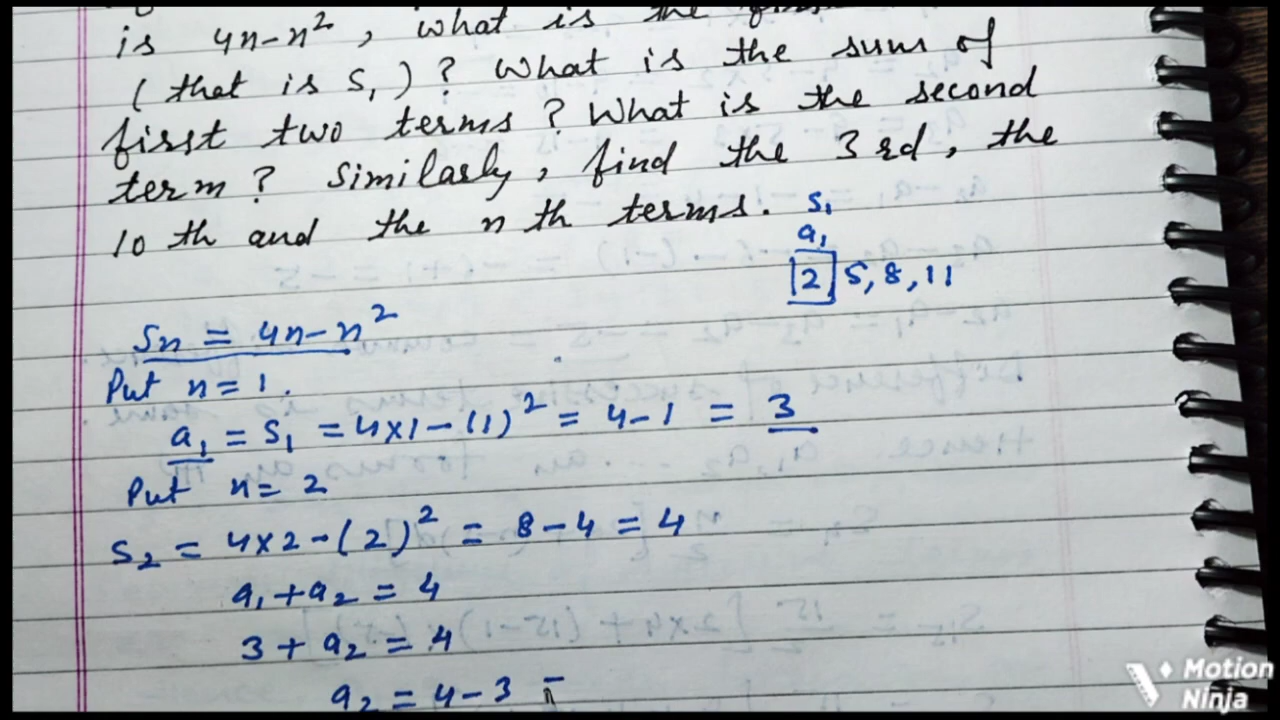 is 4n-n², what is the
(that is S₁)? What is the sum of
first two terms? What is the second
term? Similarly, find the 3rd, the
10 th and the n th terms.
S₁
a₁
2, 5, 8, 11
Sn = 4n-n²
Put n=1.
a₁ = S₁ = 4×1-(1)² = 4-1 = 3
Put n=2
S₂ = 4×2-(2)² = 8-4 = 4
a₁+a₂ = 4
3+a₂ = 4
a₂ = 4-3 =
Motion
Ninja